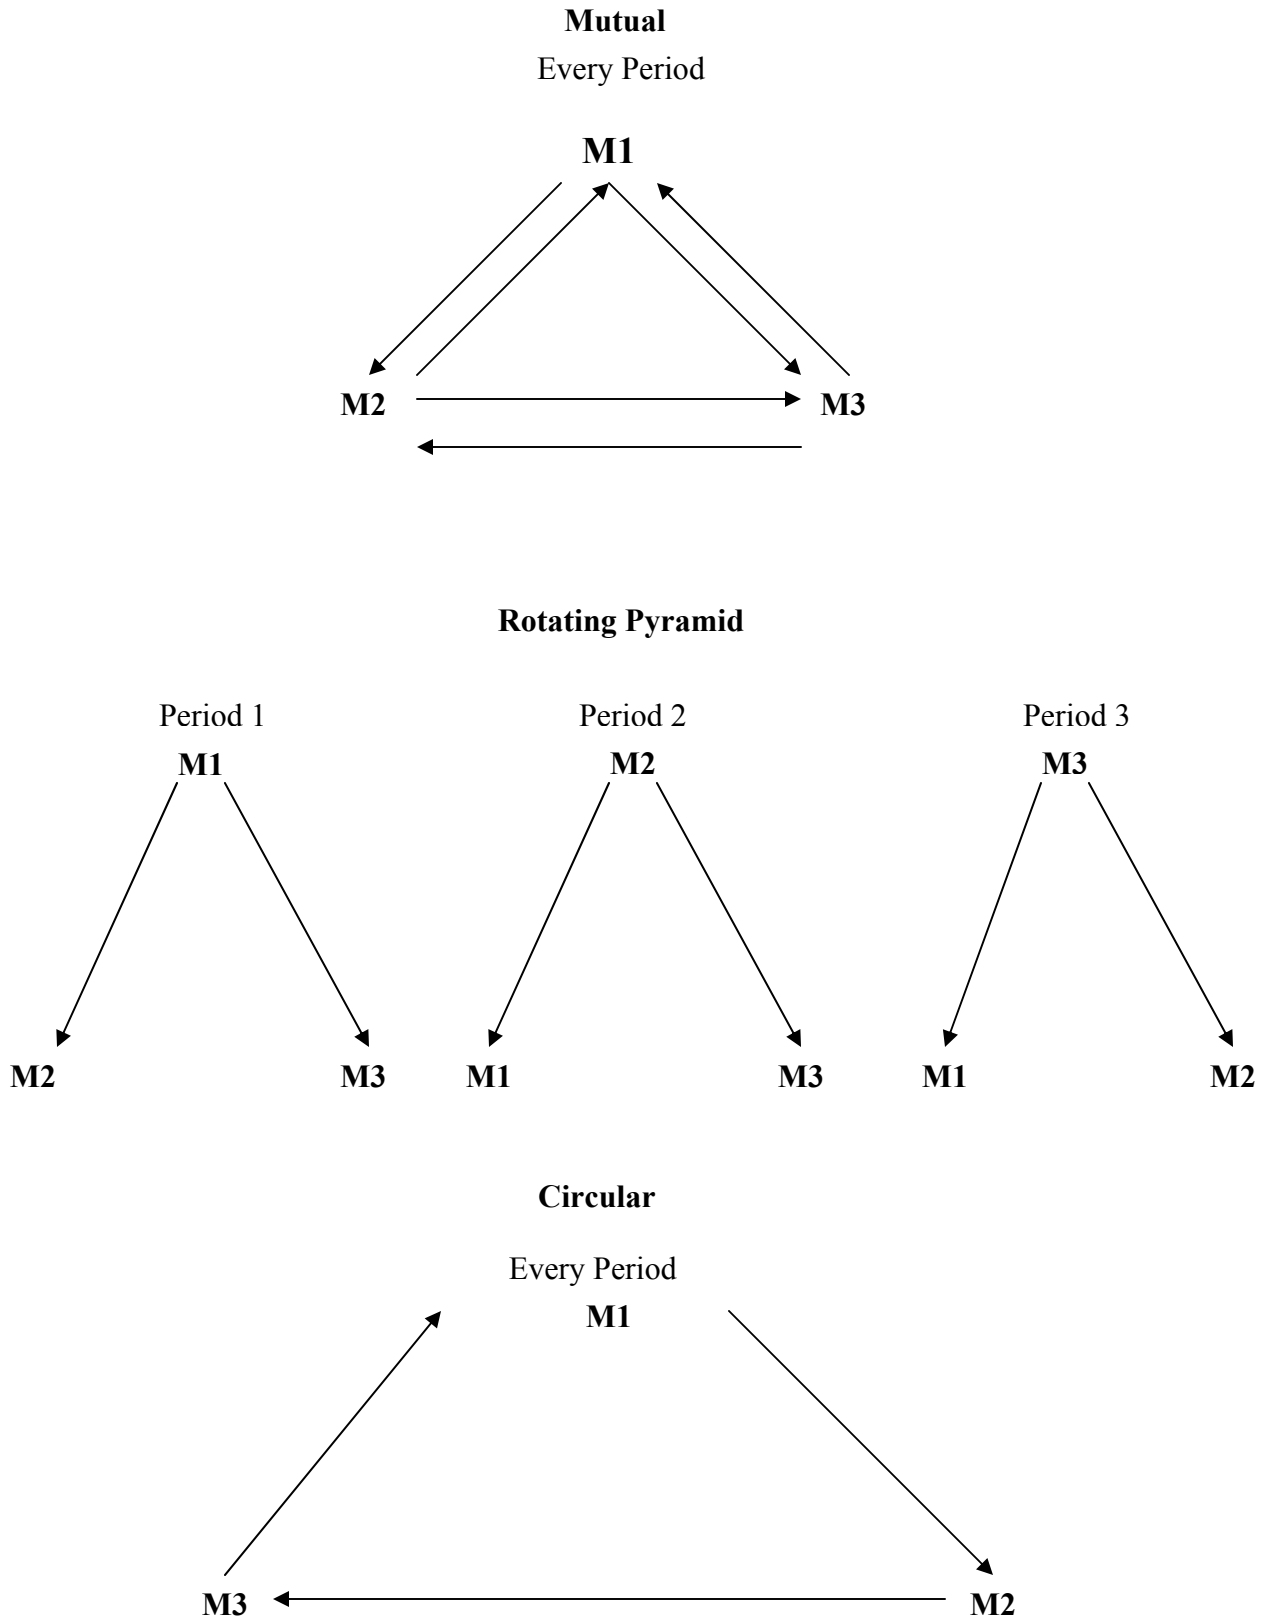 Mutual
Every Period
M1
M2 M3
Rotating Pyramid
Period 1 Period 2 Period 3
M1 M2 M3
M2 M3 M1 M3 M1 M2
Circular
Every Period
M1
M3 M2